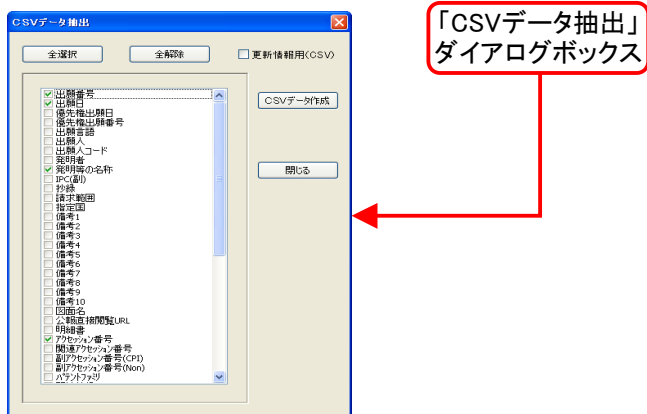 CSVデータ抽出
全選択
全解除
更新情報用(CSV)
「CSVデータ抽出」
ダイアログボックス
出願番号
出願日
優先権出願日
優先権出願番号
出願言語
出願人
出願人コード
発明者
発明等の名称
IPC(副)
抄録
請求範囲
指定国
備考1
備考2
備考3
備考4
備考5
備考6
備考7
備考8
備考9
備考10
図面名
公報直接閲覧URL
明細書
アクセッション番号
関連アクセッション番号
副アクセッション番号(CPI)
副アクセッション番号(Non)
パテントファミリ
CSVデータ作成
閉じる